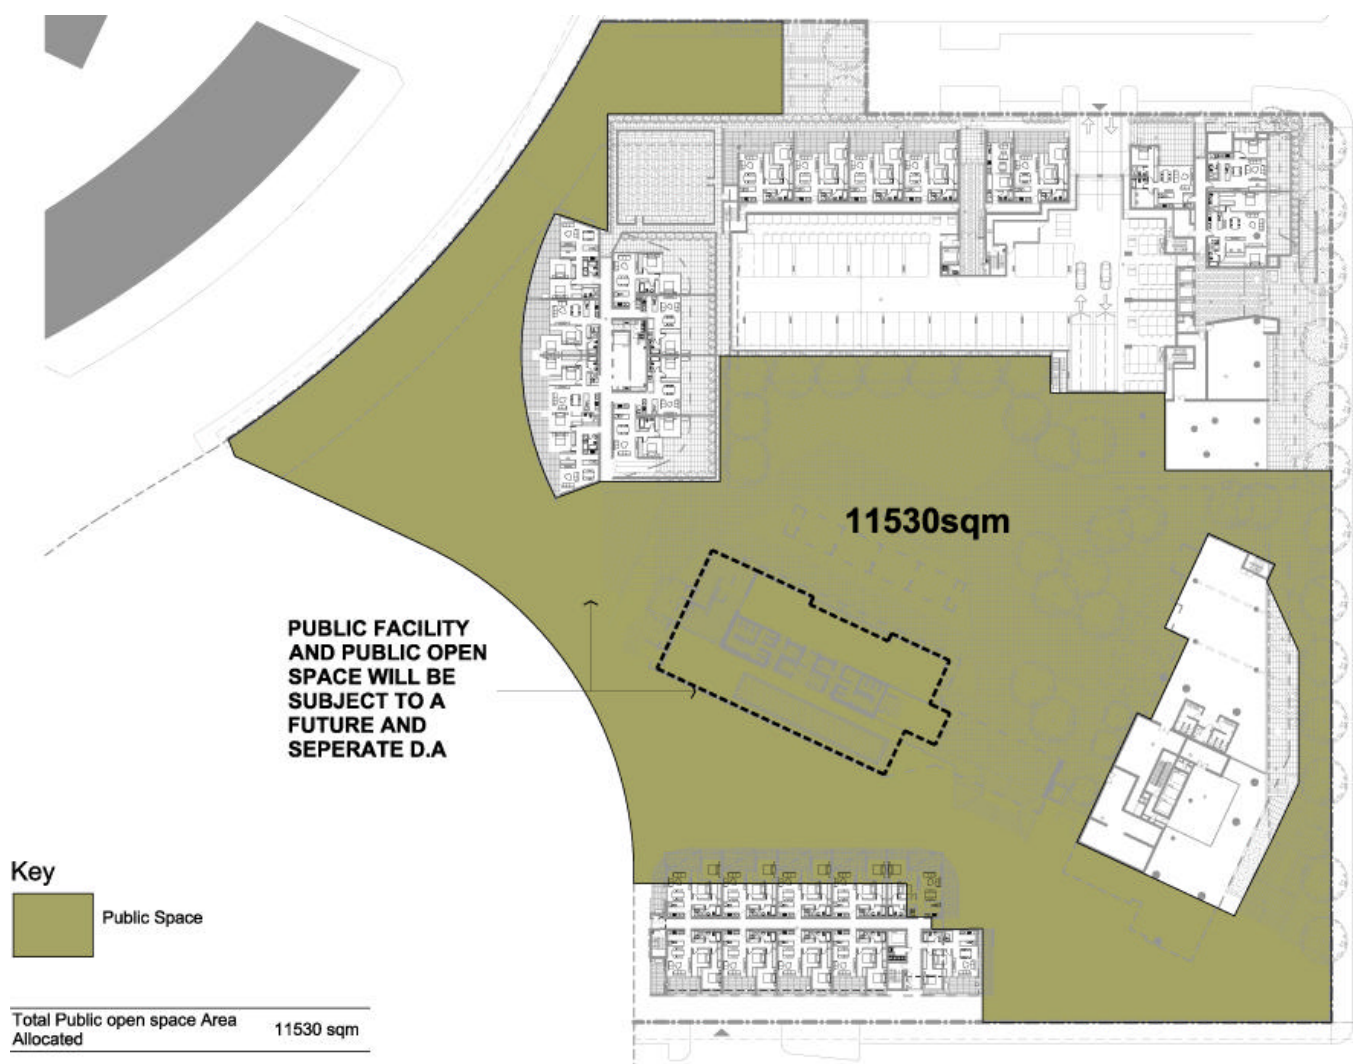 11530sqm
PUBLIC FACILITY
AND PUBLIC OPEN
SPACE WILL BE
SUBJECT TO A
FUTURE AND
SEPERATE D.A
Key
Public Space
Total Public open space Area
Allocated
11530 sqm